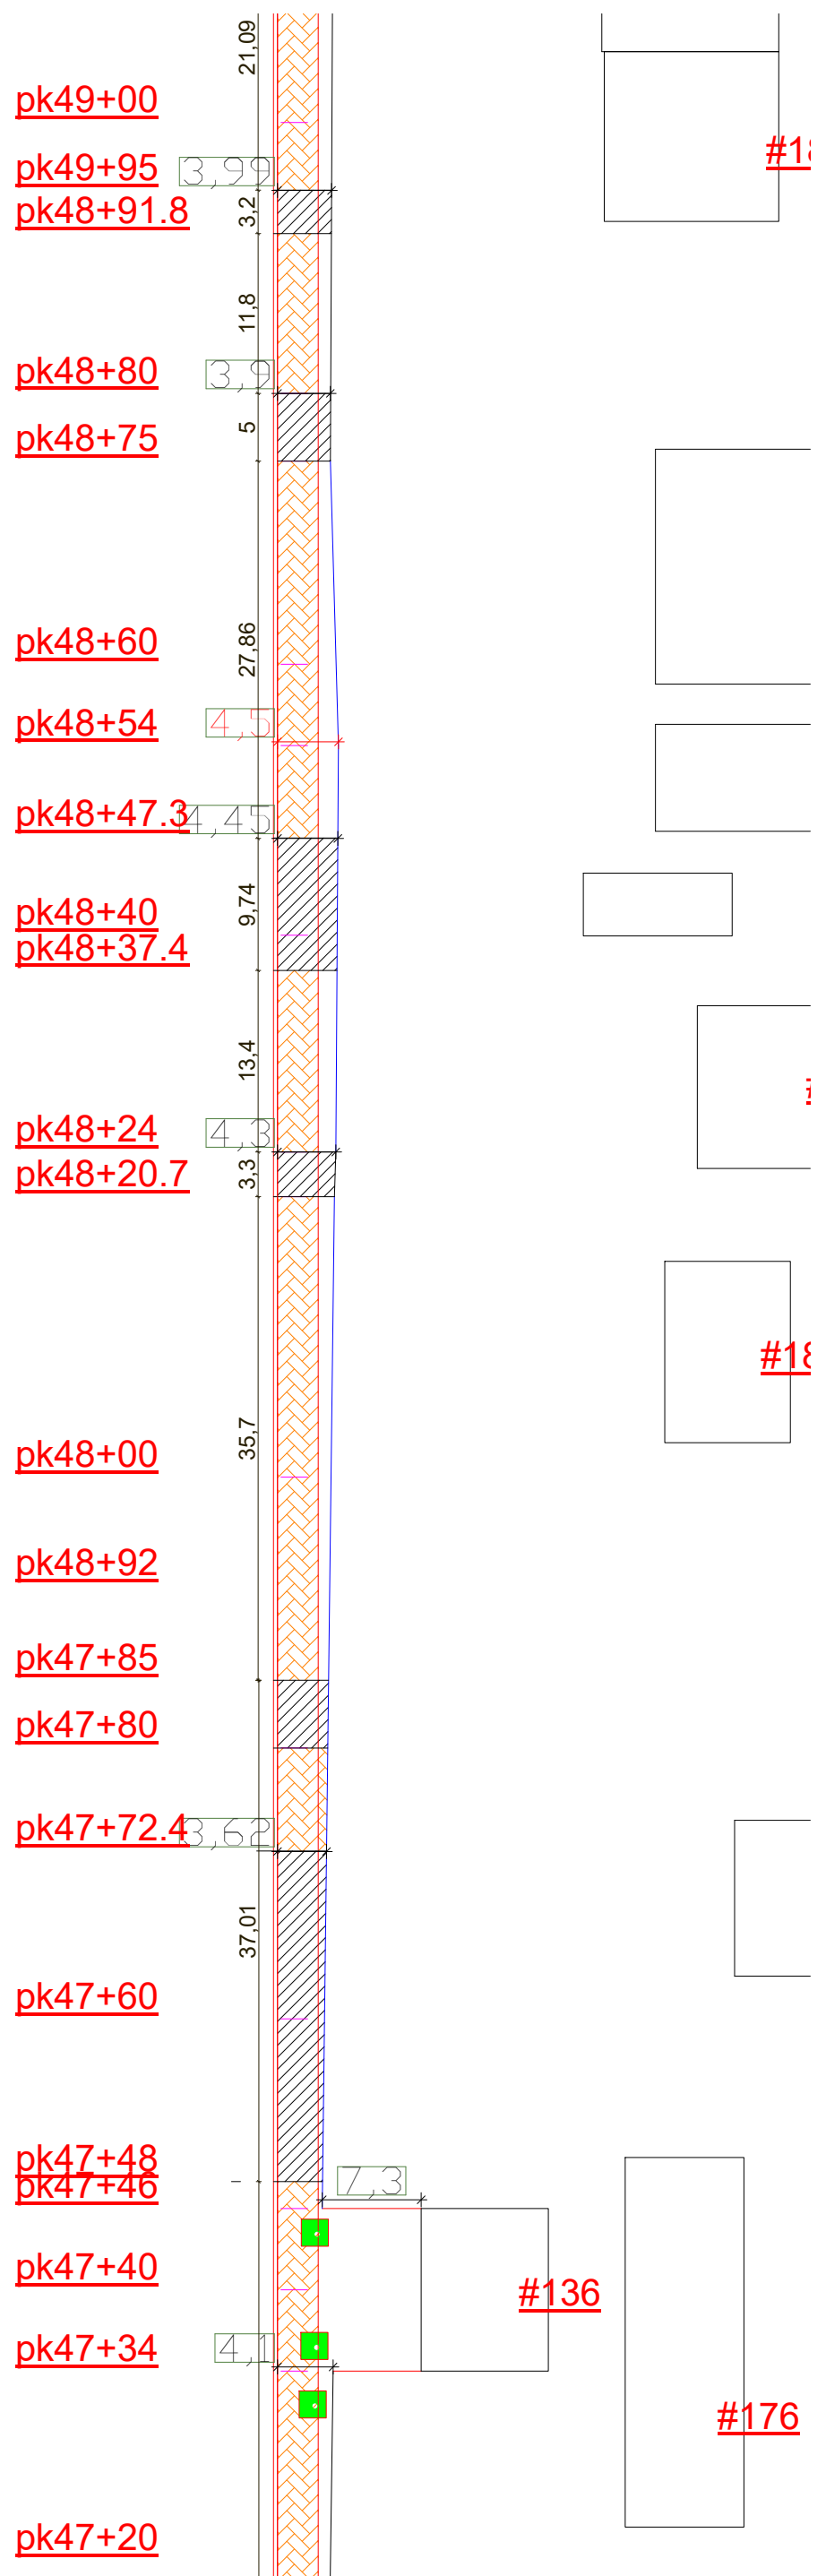 21,09
pk49+00
#18
pk49+95 3,99
pk48+91.8 3,2
11,8
pk48+80 3,9
pk48+75 5
pk48+60 27,86
pk48+54 4,5
pk48+47.3 4,45
9,74
pk48+40
pk48+37.4
13,4
pk48+24 4,3
pk48+20.7 3,3
#18
35,7
pk48+00
pk48+92
pk47+85
pk47+80
pk47+72.4 3,62
37,01
pk47+60
pk47+48
pk47+46 7,3
pk47+40
#136
pk47+34 4,1
#176
pk47+20